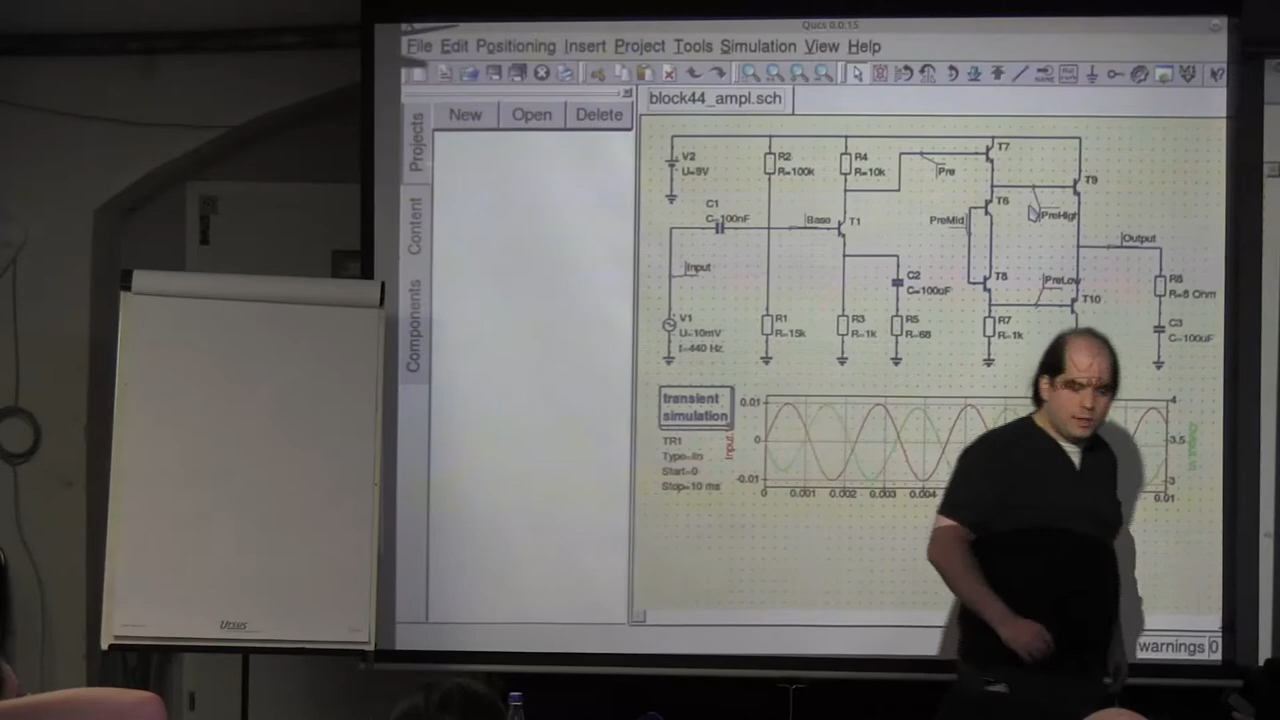 Qucs 0.0.15
File Edit Positioning Insert Project Tools Simulation View Help
New Open Delete
block44_ampl.sch
Projects
Content
Components
V2
U=9V
R2
R=100k
R4
R=10k
Pre
T7
T9
C1
C=100nF
Base
T1
T6
PreMid
PreHigh
Output
Input
C2
C=100uF
T8
PreLow
T10
R=8 Ohm
V1
U=10mV
f=440 Hz
R1
R=15k
R3
R=1k
R5
R=68
R7
R=1k
C3
C=100uF
transient
simulation
TR1
Type=lin
Start=0
Stop=10 ms
0.01
0
-0.01
0 0.001 0.002 0.003 0.004 0.01
4
3.5
3
warnings 0
Ursus